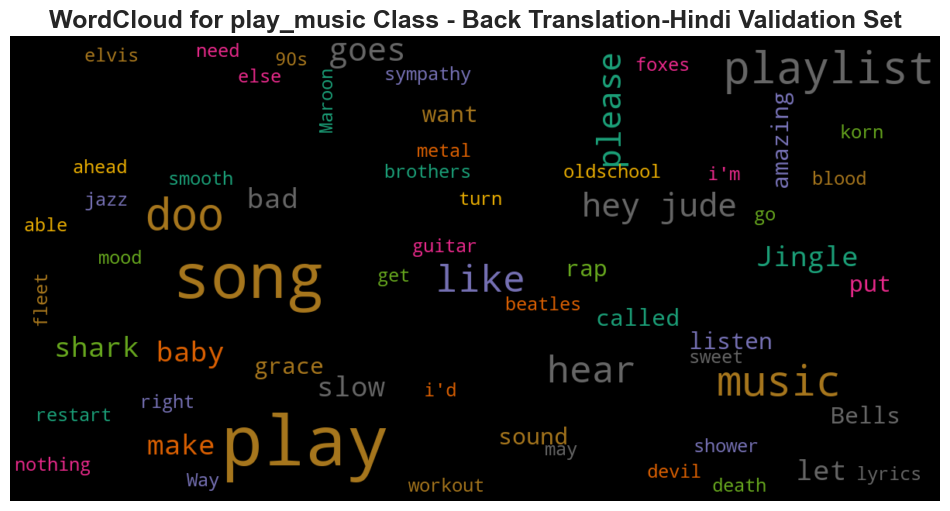 WordCloud for play_music Class - Back Translation-Hindi Validation Set
elvis
need
90s
goes
else
Maroon
sympathy
please
foxes
playlist
want
amazing
korn
metal
ahead
smooth
brothers
oldschool
i'm
blood
jazz
doo
bad
turn
hey jude
go
able
mood
song
guitar
get
like
rap
Jingle
put
fleet
beatles
called
listen
shark
baby
grace
slow
i'd
hear
sweet
music
restart
right
Bells
make
play
sound
may
shower
nothing
Way
workout
devil
death
let
lyrics